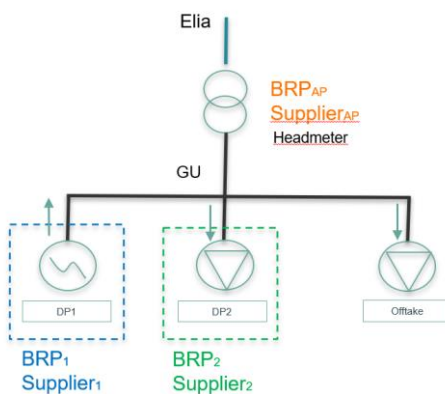 Elia
BRPAP
SupplierAP
Headmeter
GU
DP1
DP2
Offtake
BRP1
Supplier1
BRP2
Supplier2